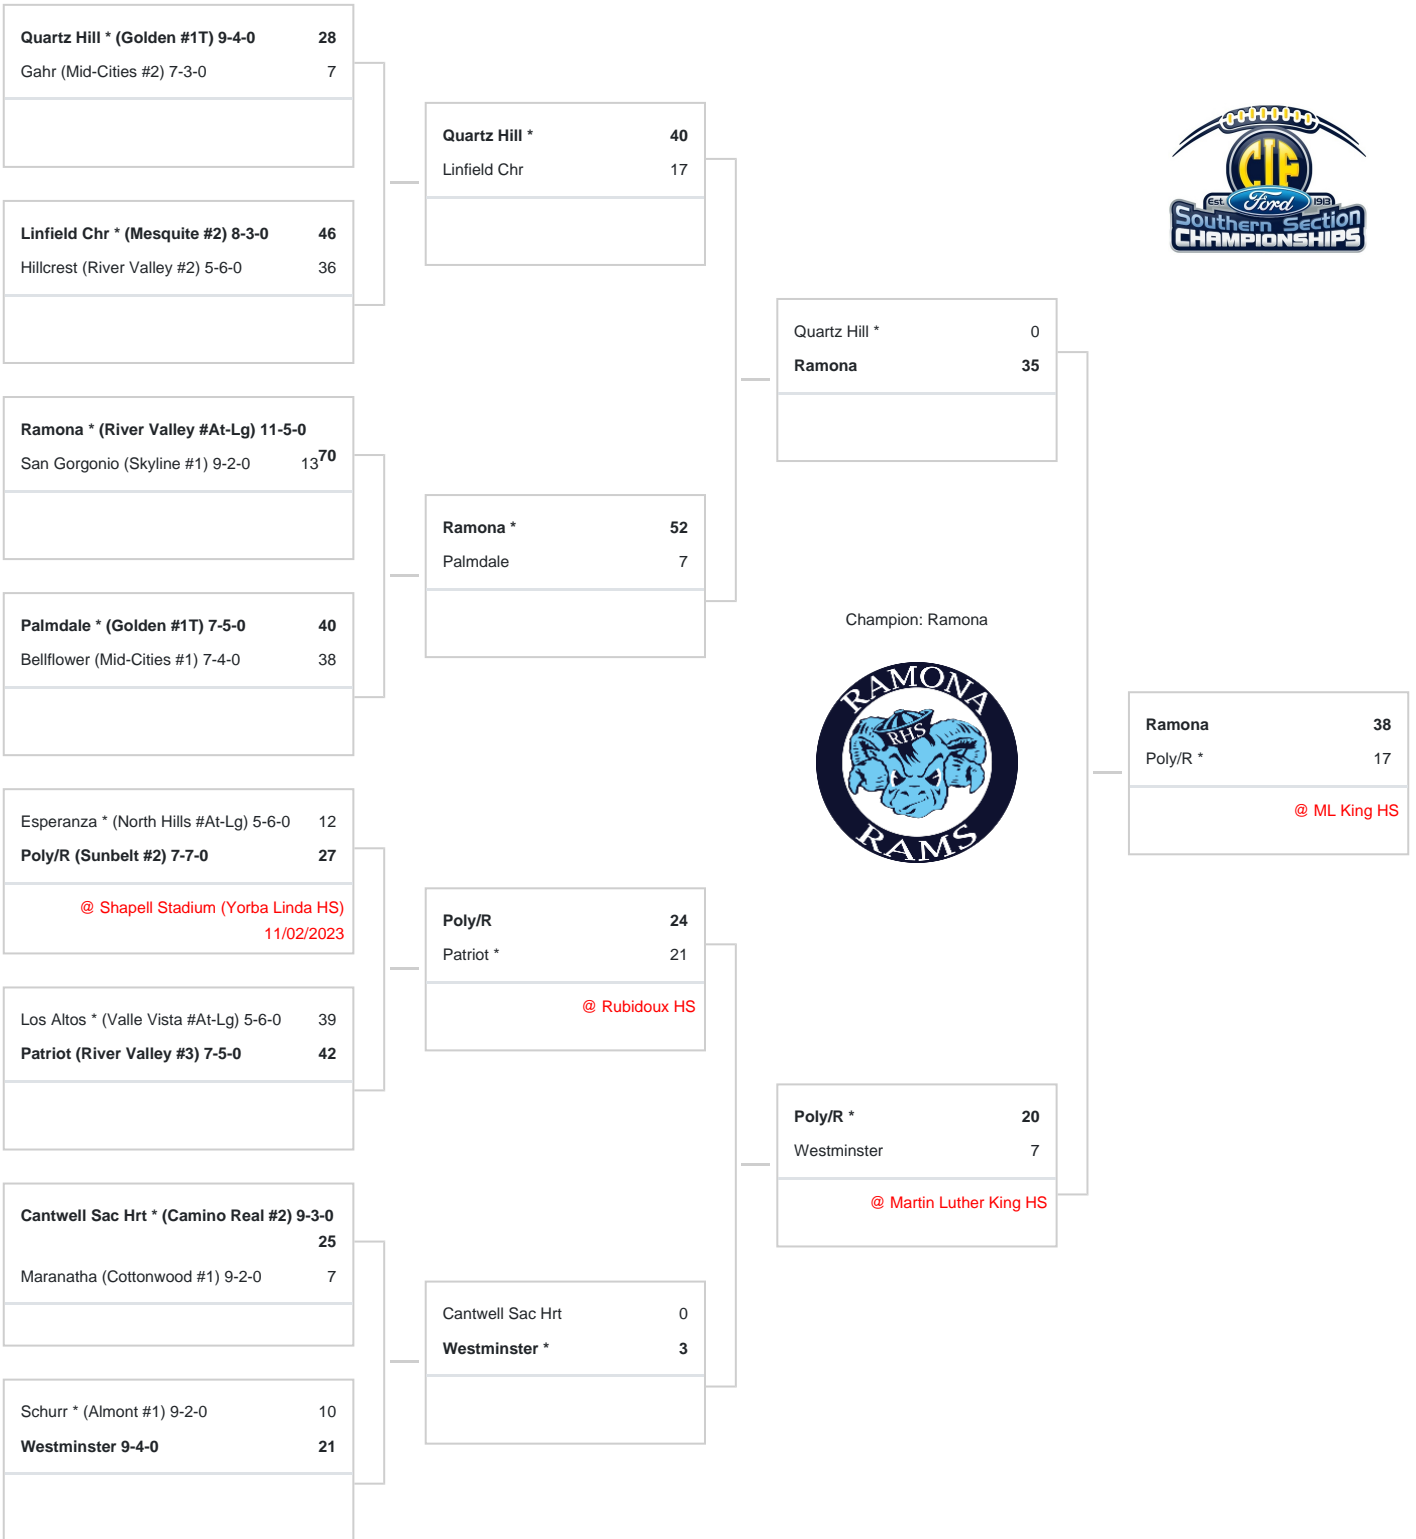 Quartz Hill * (Golden #1T) 9-4-0 28
Gahr (Mid-Cities #2) 7-3-0 7
Linfield Chr * (Mesquite #2) 8-3-0 46
Hillcrest (River Valley #2) 5-6-0 36
Ramona * (River Valley #At-Lg) 11-5-0
70
San Gorgonio (Skyline #1) 9-2-0 13
Palmdale * (Golden #1T) 7-5-0 40
Bellflower (Mid-Cities #1) 7-4-0 38
Esperanza * (North Hills #At-Lg) 5-6-0 12
Poly/R (Sunbelt #2) 7-7-0 27
@ Shapell Stadium (Yorba Linda HS)
11/02/2023
Los Altos * (Valle Vista #At-Lg) 5-6-0 39
Patriot (River Valley #3) 7-5-0 42
Cantwell Sac Hrt * (Camino Real #2) 9-3-0
25
Maranatha (Cottonwood #1) 9-2-0 7
Schurr * (Almont #1) 9-2-0 10
Westminster 9-4-0 21
Quartz Hill * 40
Linfield Chr 17
Ramona * 52
Palmdale 7
Poly/R 24
Patriot * 21
@ Rubidoux HS
Cantwell Sac Hrt 0
Westminster * 3
Quartz Hill * 0
Ramona 35
Poly/R * 20
Westminster 7
@ Martin Luther King HS
Champion: Ramona
RAMONA
RHS
RAMS
CIF
Est. Ford 1913
Southern Section
CHAMPIONSHIPS
Ramona 38
Poly/R * 17
@ ML King HS